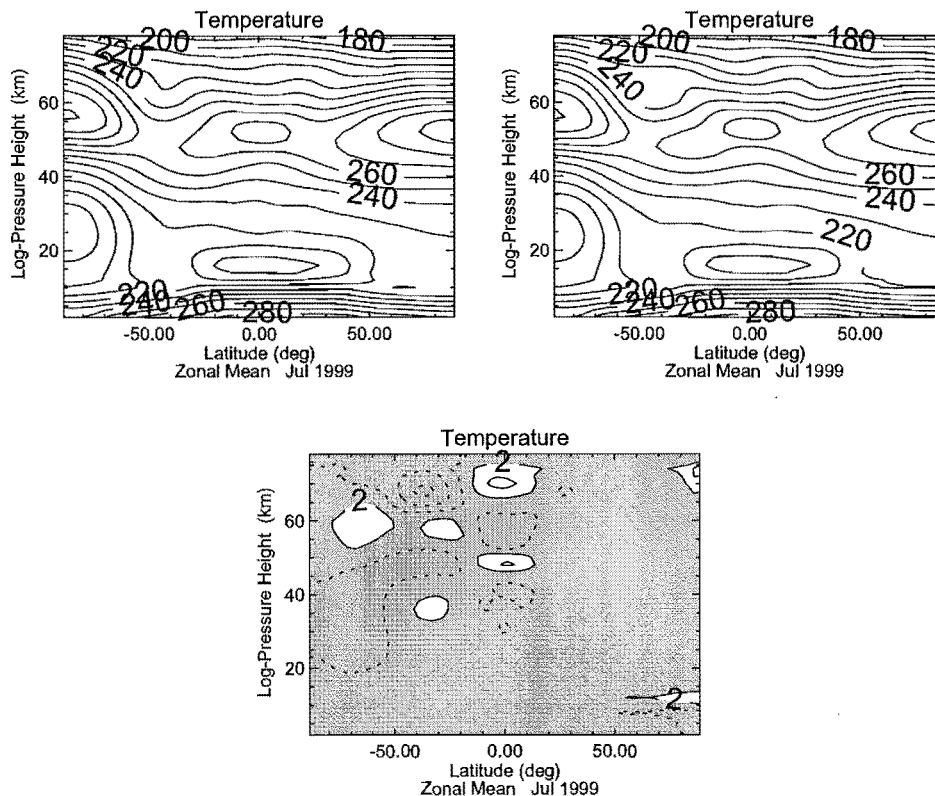 Temperature
220 200 180
240
60
40
20
260
240
220
240 260 280
-50.00 0.00 50.00
Log-Pressure Height (km)
Latitude (deg)
Zonal Mean Jul 1999
Temperature
220 200 180
240
60
40
20
260
240
220
220
240 260 280
-50.00 0.00 50.00
Log-Pressure Height (km)
Latitude (deg)
Zonal Mean Jul 1999
Temperature
2
2
60
40
20
2
-50.00 0.00 50.00
Log-Pressure Height (km)
Latitude (deg)
Zonal Mean Jul 1999